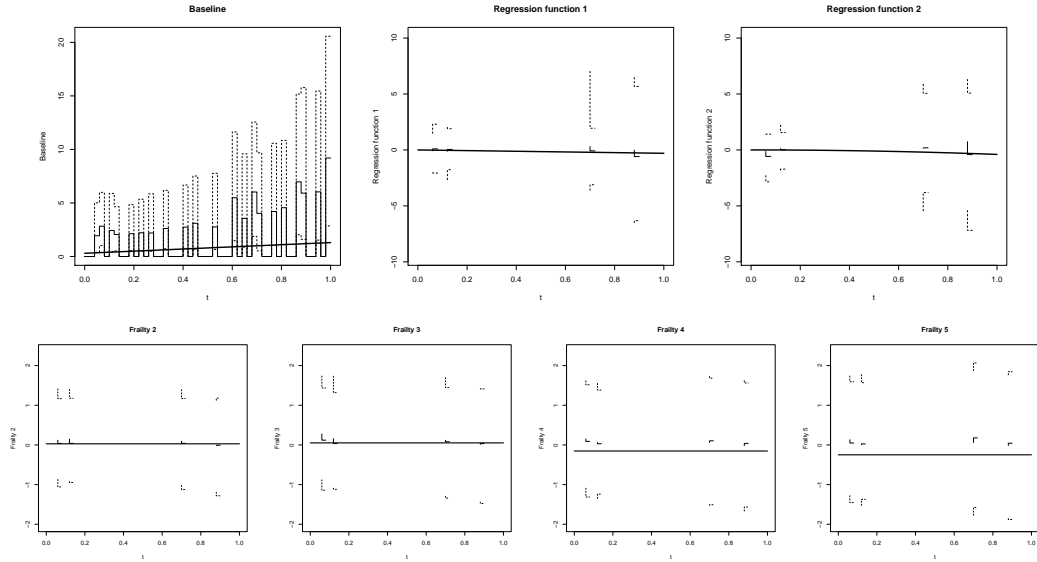 Baseline
Regression function 1
Regression function 2
Baseline
0
5
10
15
20
0.0 0.2 0.4 0.6 0.8 1.0
t
Regression function 1
−10
−5
0
5
10
0.0 0.2 0.4 0.6 0.8 1.0
t
Regression function 2
−10
−5
0
5
10
0.0 0.2 0.4 0.6 0.8 1.0
t
Frailty 2
Frailty 3
Frailty 4
Frailty 5
Frailty 2
−2
−1
0
1
2
0.0 0.2 0.4 0.6 0.8 1.0
t
Frailty 3
−2
−1
0
1
2
0.0 0.2 0.4 0.6 0.8 1.0
t
Frailty 4
−2
−1
0
1
2
0.0 0.2 0.4 0.6 0.8 1.0
t
Frailty 5
−2
−1
0
1
2
0.0 0.2 0.4 0.6 0.8 1.0
t